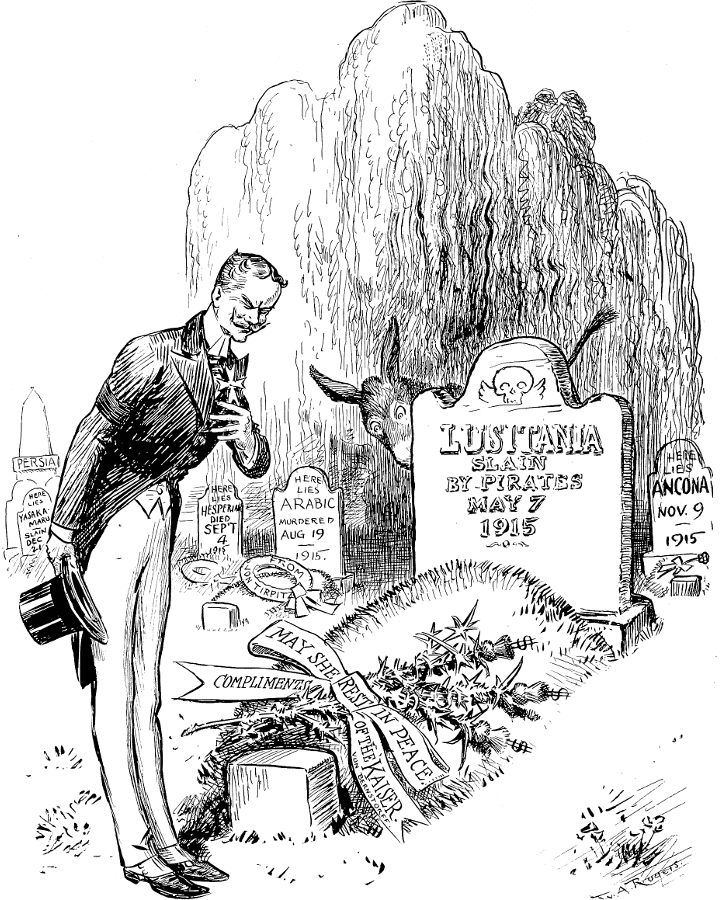 PERSIA
HERE
LIES
YASAKA-
MARU
SLAIN
DEC
21
HERE
LIES
HESPERIAN
DIED
SEPT
4
1915
HERE
LIES
ARABIC
MURDERED
AUG 19
1915
LUSITANIA
SLAIN
BY PIRATES
MAY 7
1915
HERE
LIES
ANCONA
NOV. 9
1915
FROM
TIRPITZ
MAY SHE REST IN PEACE
COMPLIMENTS
OF THE KAISER
$
$
$
W.A. Rogers